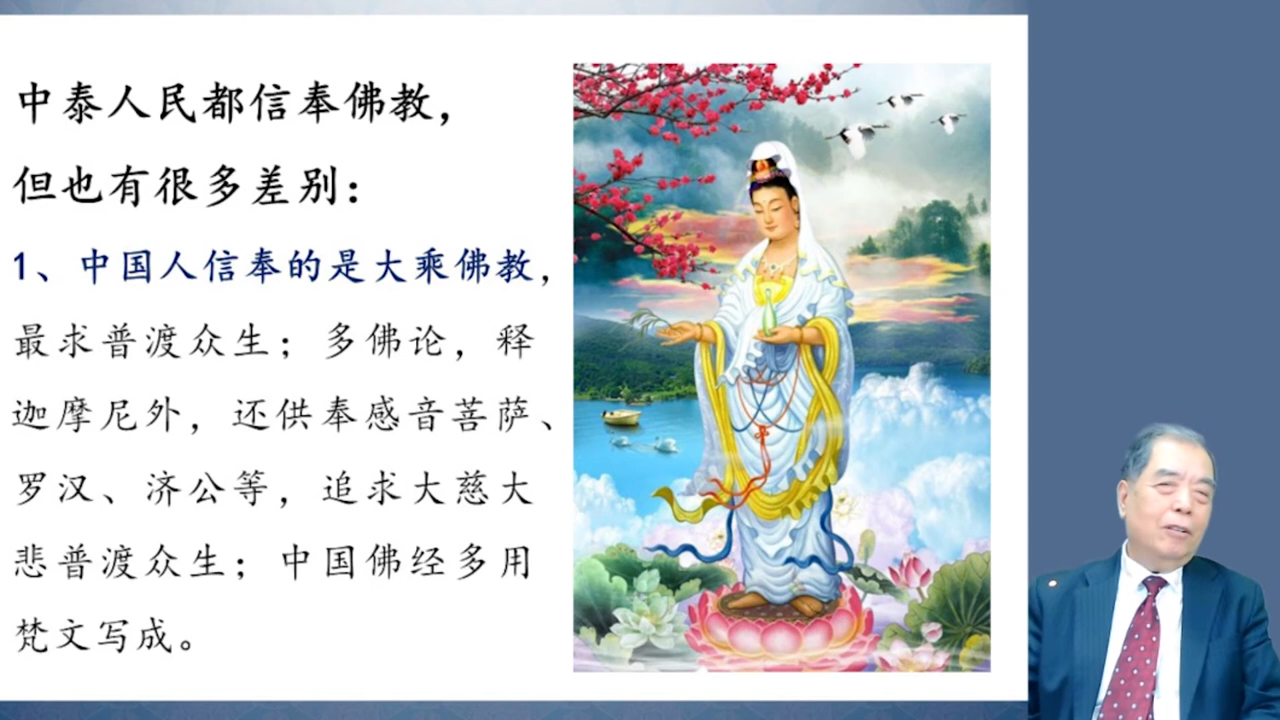 中泰人民都信奉佛教，
但也有很多差别：
1、中国人信奉的是大乘佛教，
最求普渡众生；多佛论，释
迦摩尼外，还供奉感音菩萨、
罗汉、济公等，追求大慈大
悲普渡众生；中国佛经多用
梵文写成。